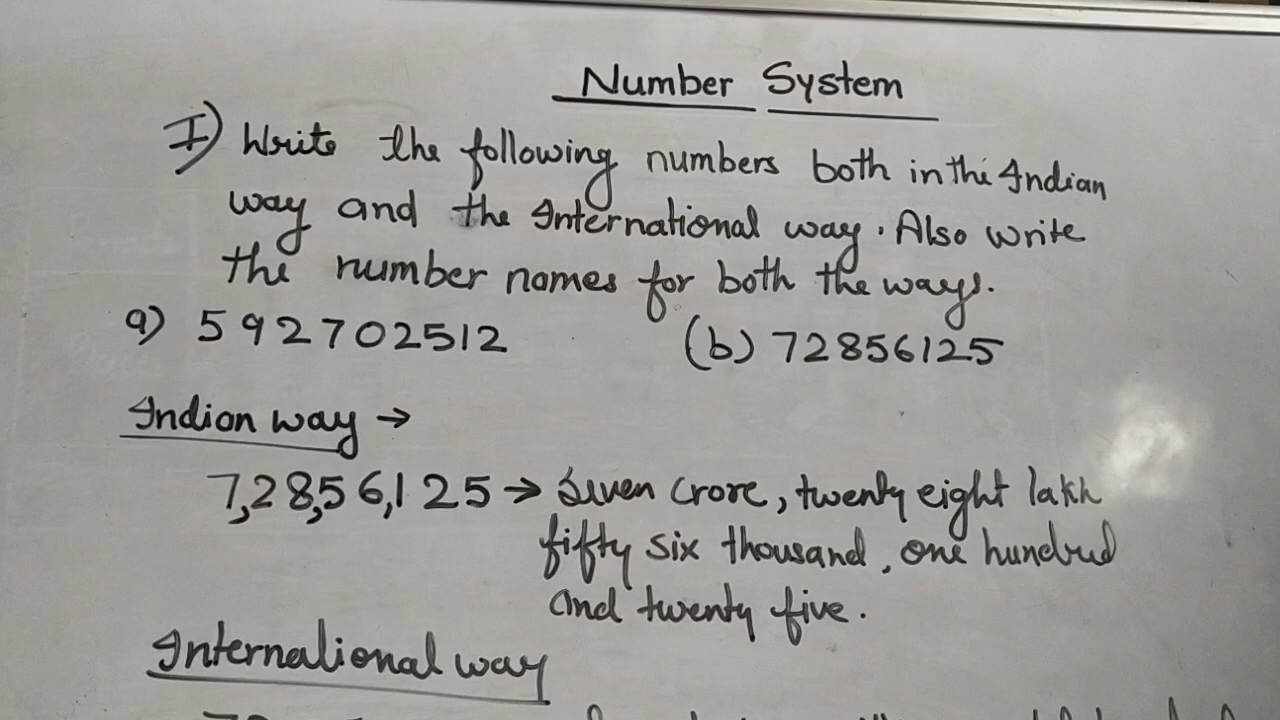 Number System
I) Write the following numbers both in the Indian
way and the International way. Also write
the number names for both the ways.
a) 592702512 (b) 72856125
Indian way →
7,28,56,125 → Seven crore, twenty eight lakh
fifty six thousand, one hundred
and twenty five.
International way